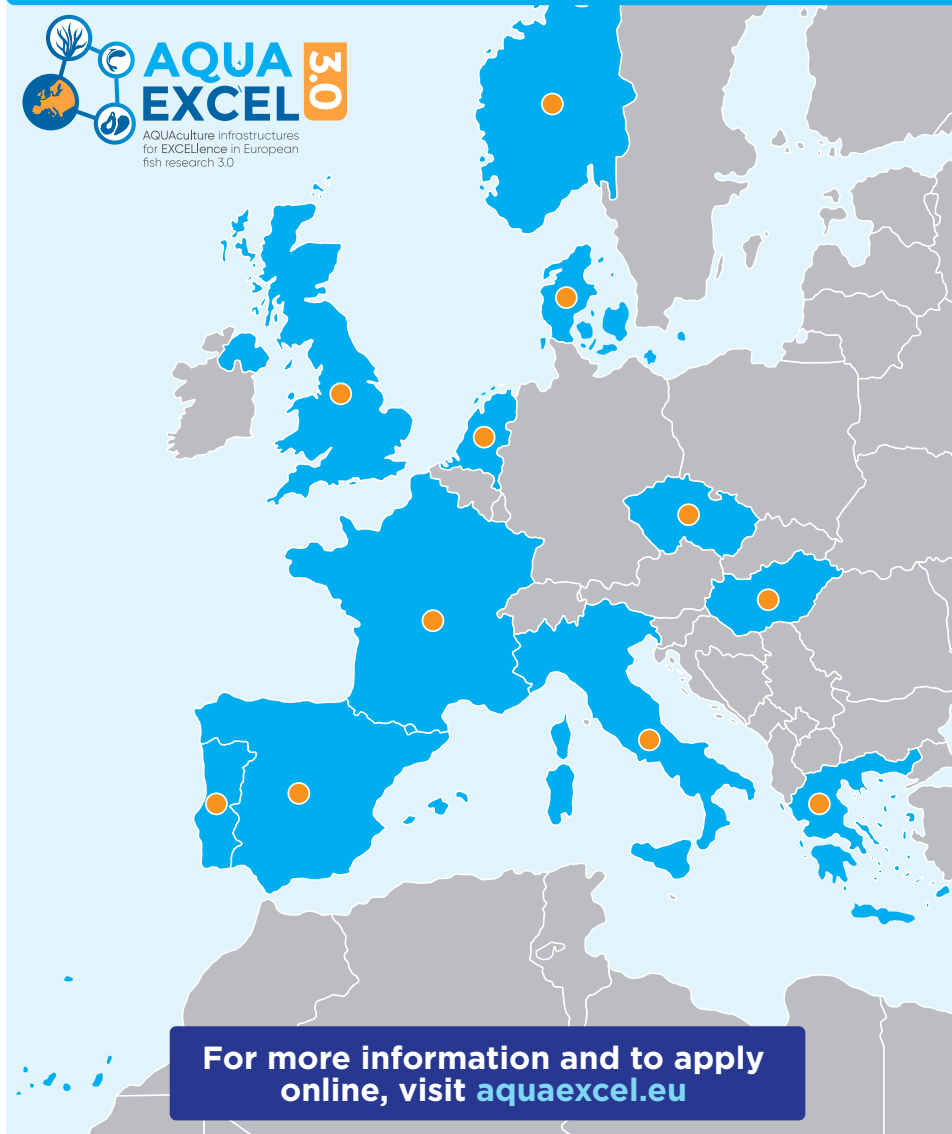 AQUA
EXCEL
3.0
AQUAculture infrastructures
for EXCELlence in European
fish research 3.0
For more information and to apply
online, visit aquaexcel.eu